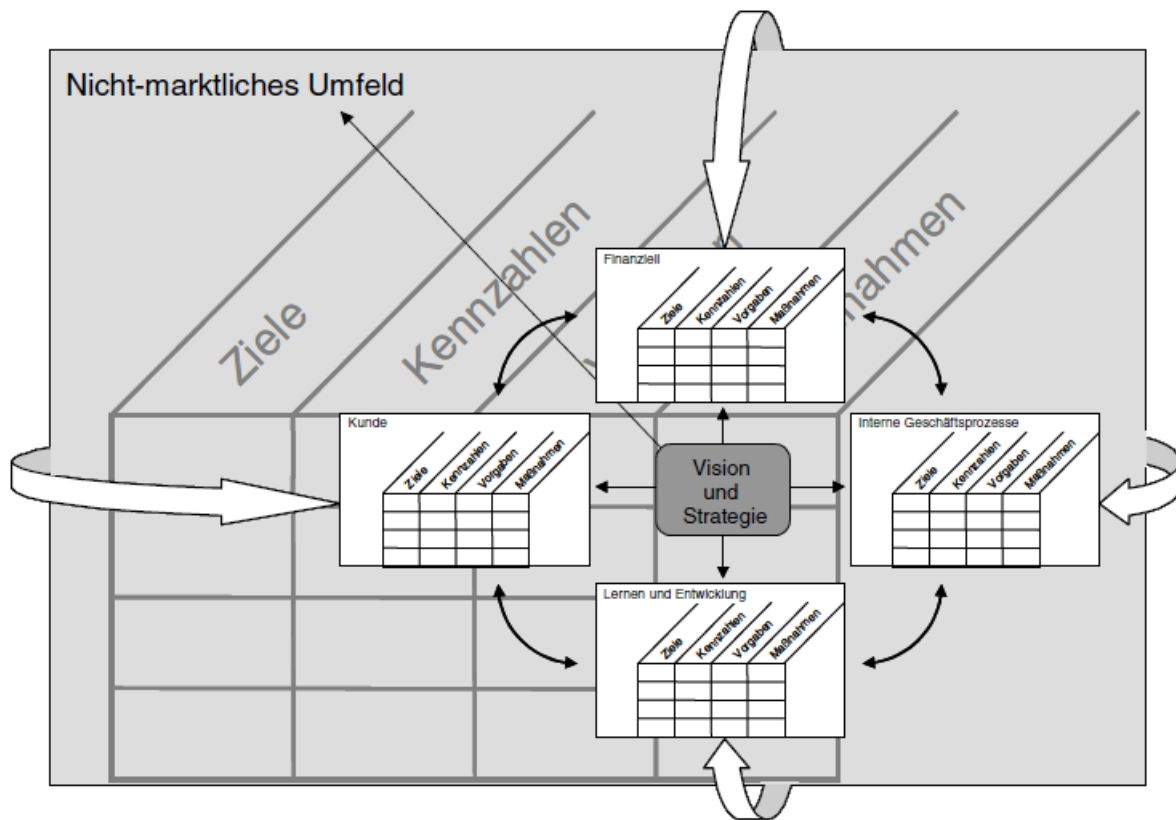 Nicht-marktliches Umfeld
Ziele
Kennzahlen
Finanziell
Ziele
Kennzahlen
Vorgaben
Maßnahmen
Kunde
Ziele
Kennzahlen
Vorgaben
Maßnahmen
Vision
und
Strategie
Interne Geschäftsprozesse
Ziele
Kennzahlen
Vorgaben
Maßnahmen
Lernen und Entwicklung
Ziele
Kennzahlen
Vorgaben
Maßnahmen